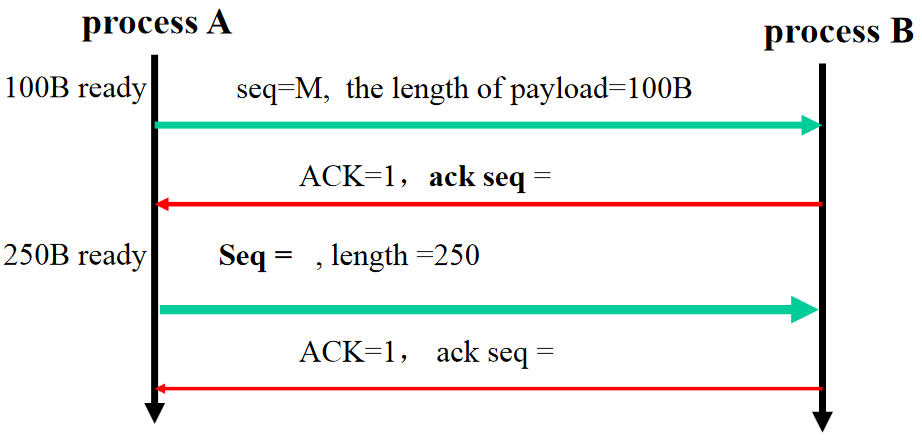 process A
process B
100B ready
seq=M, the length of payload=100B
ACK=1，ack seq =
250B ready
Seq = , length =250
ACK=1， ack seq =